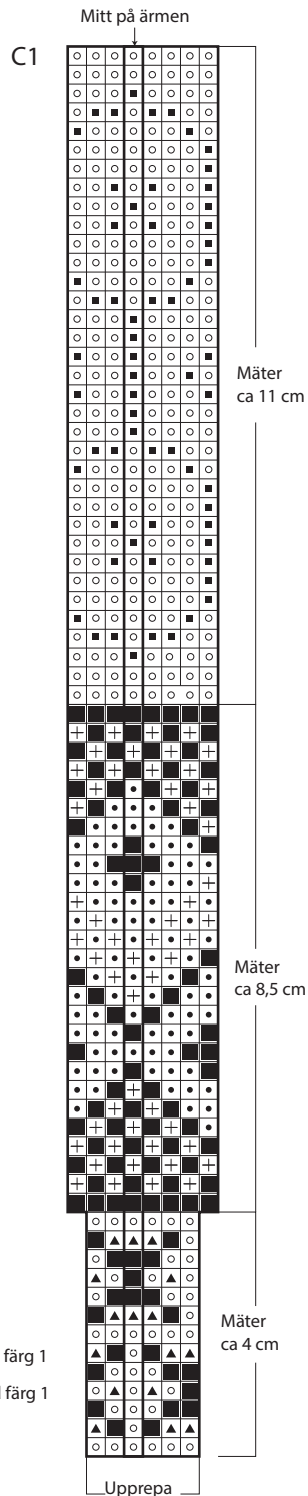 Mitt på ärmen
C1
Mäter
ca 11 cm
Mäter
ca 8,5 cm
Mäter
ca 4 cm
färg 1
färg 1
Upprepa